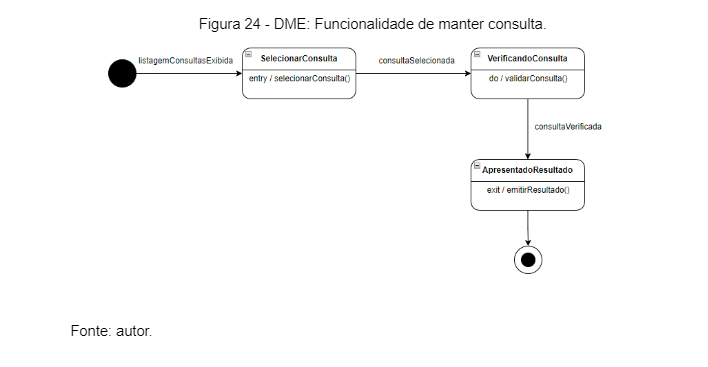 Figura 24 - DME: Funcionalidade de manter consulta.
listagemConsultasExibida
SelecionarConsulta
entry / selecionarConsulta()
consultaSelecionada
VerificandoConsulta
do / validarConsulta()
consultaVerificada
ApresentadoResultado
exit / emitirResultado()
Fonte: autor.